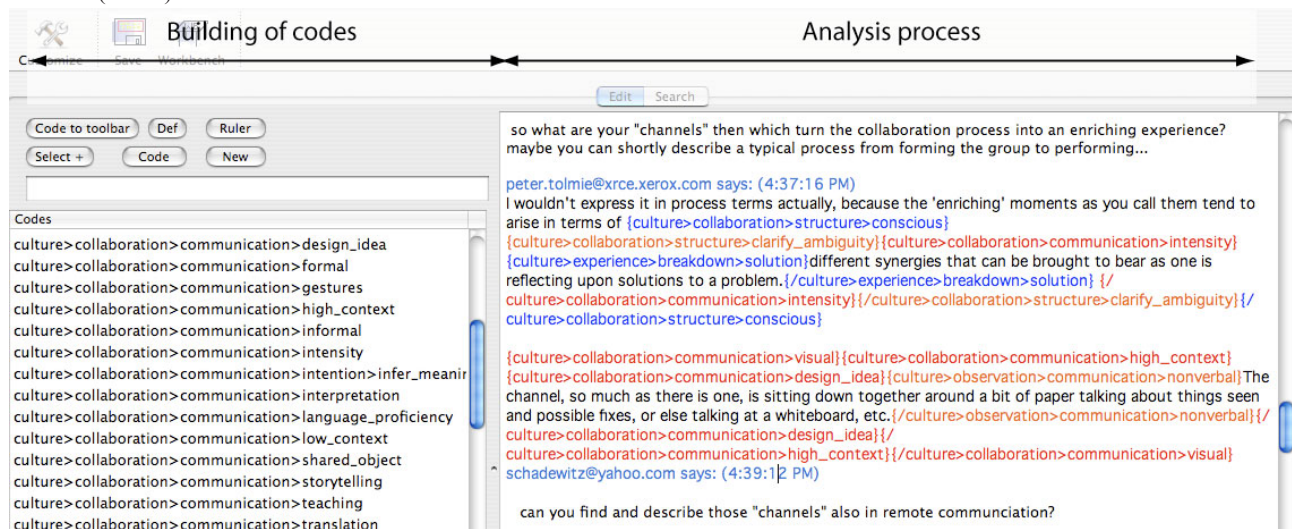 Building of codes
Analysis process
Customize Save Workbench
Edit Search
Code to toolbar Def Ruler
Select + Code New
Codes
culture>collaboration>communication>design_idea
culture>collaboration>communication>formal
culture>collaboration>communication>gestures
culture>collaboration>communication>high_context
culture>collaboration>communication>informal
culture>collaboration>communication>intensity
culture>collaboration>communication>intention>infer_meanin
culture>collaboration>communication>interpretation
culture>collaboration>communication>language_proficiency
culture>collaboration>communication>low_context
culture>collaboration>communication>shared_object
culture>collaboration>communication>storytelling
culture>collaboration>communication>teaching
culture>collaboration>communication>translation
so what are your "channels" then which turn the collaboration process into an enriching experience?
maybe you can shortly describe a typical process from forming the group to performing...
peter.tolmie@xrce.xerox.com says: (4:37:16 PM)
I wouldn't express it in process terms actually, because the 'enriching' moments as you call them tend to
arise in terms of {culture>collaboration>structure>conscious}
{culture>collaboration>structure>clarify_ambiguity}{culture>collaboration>communication>intensity}
{culture>experience>breakdown>solution}different synergies that can be brought to bear as one is
reflecting upon solutions to a problem.{/culture>experience>breakdown>solution} {/
culture>collaboration>communication>intensity}{/culture>collaboration>structure>clarify_ambiguity}{/
culture>collaboration>structure>conscious}
{culture>collaboration>communication>visual}{culture>collaboration>communication>high_context}
{culture>collaboration>communication>design_idea}{culture>observation>communication>nonverbal}The
channel, so much as there is one, is sitting down together around a bit of paper talking about things seen
and possible fixes, or else talking at a whiteboard, etc.{/culture>observation>communication>nonverbal}{/
culture>collaboration>communication>design_idea}{/
culture>collaboration>communication>high_context}{/culture>collaboration>communication>visual}
schadewitz@yahoo.com says: (4:39:12 PM)
can you find and describe those "channels" also in remote communciation?